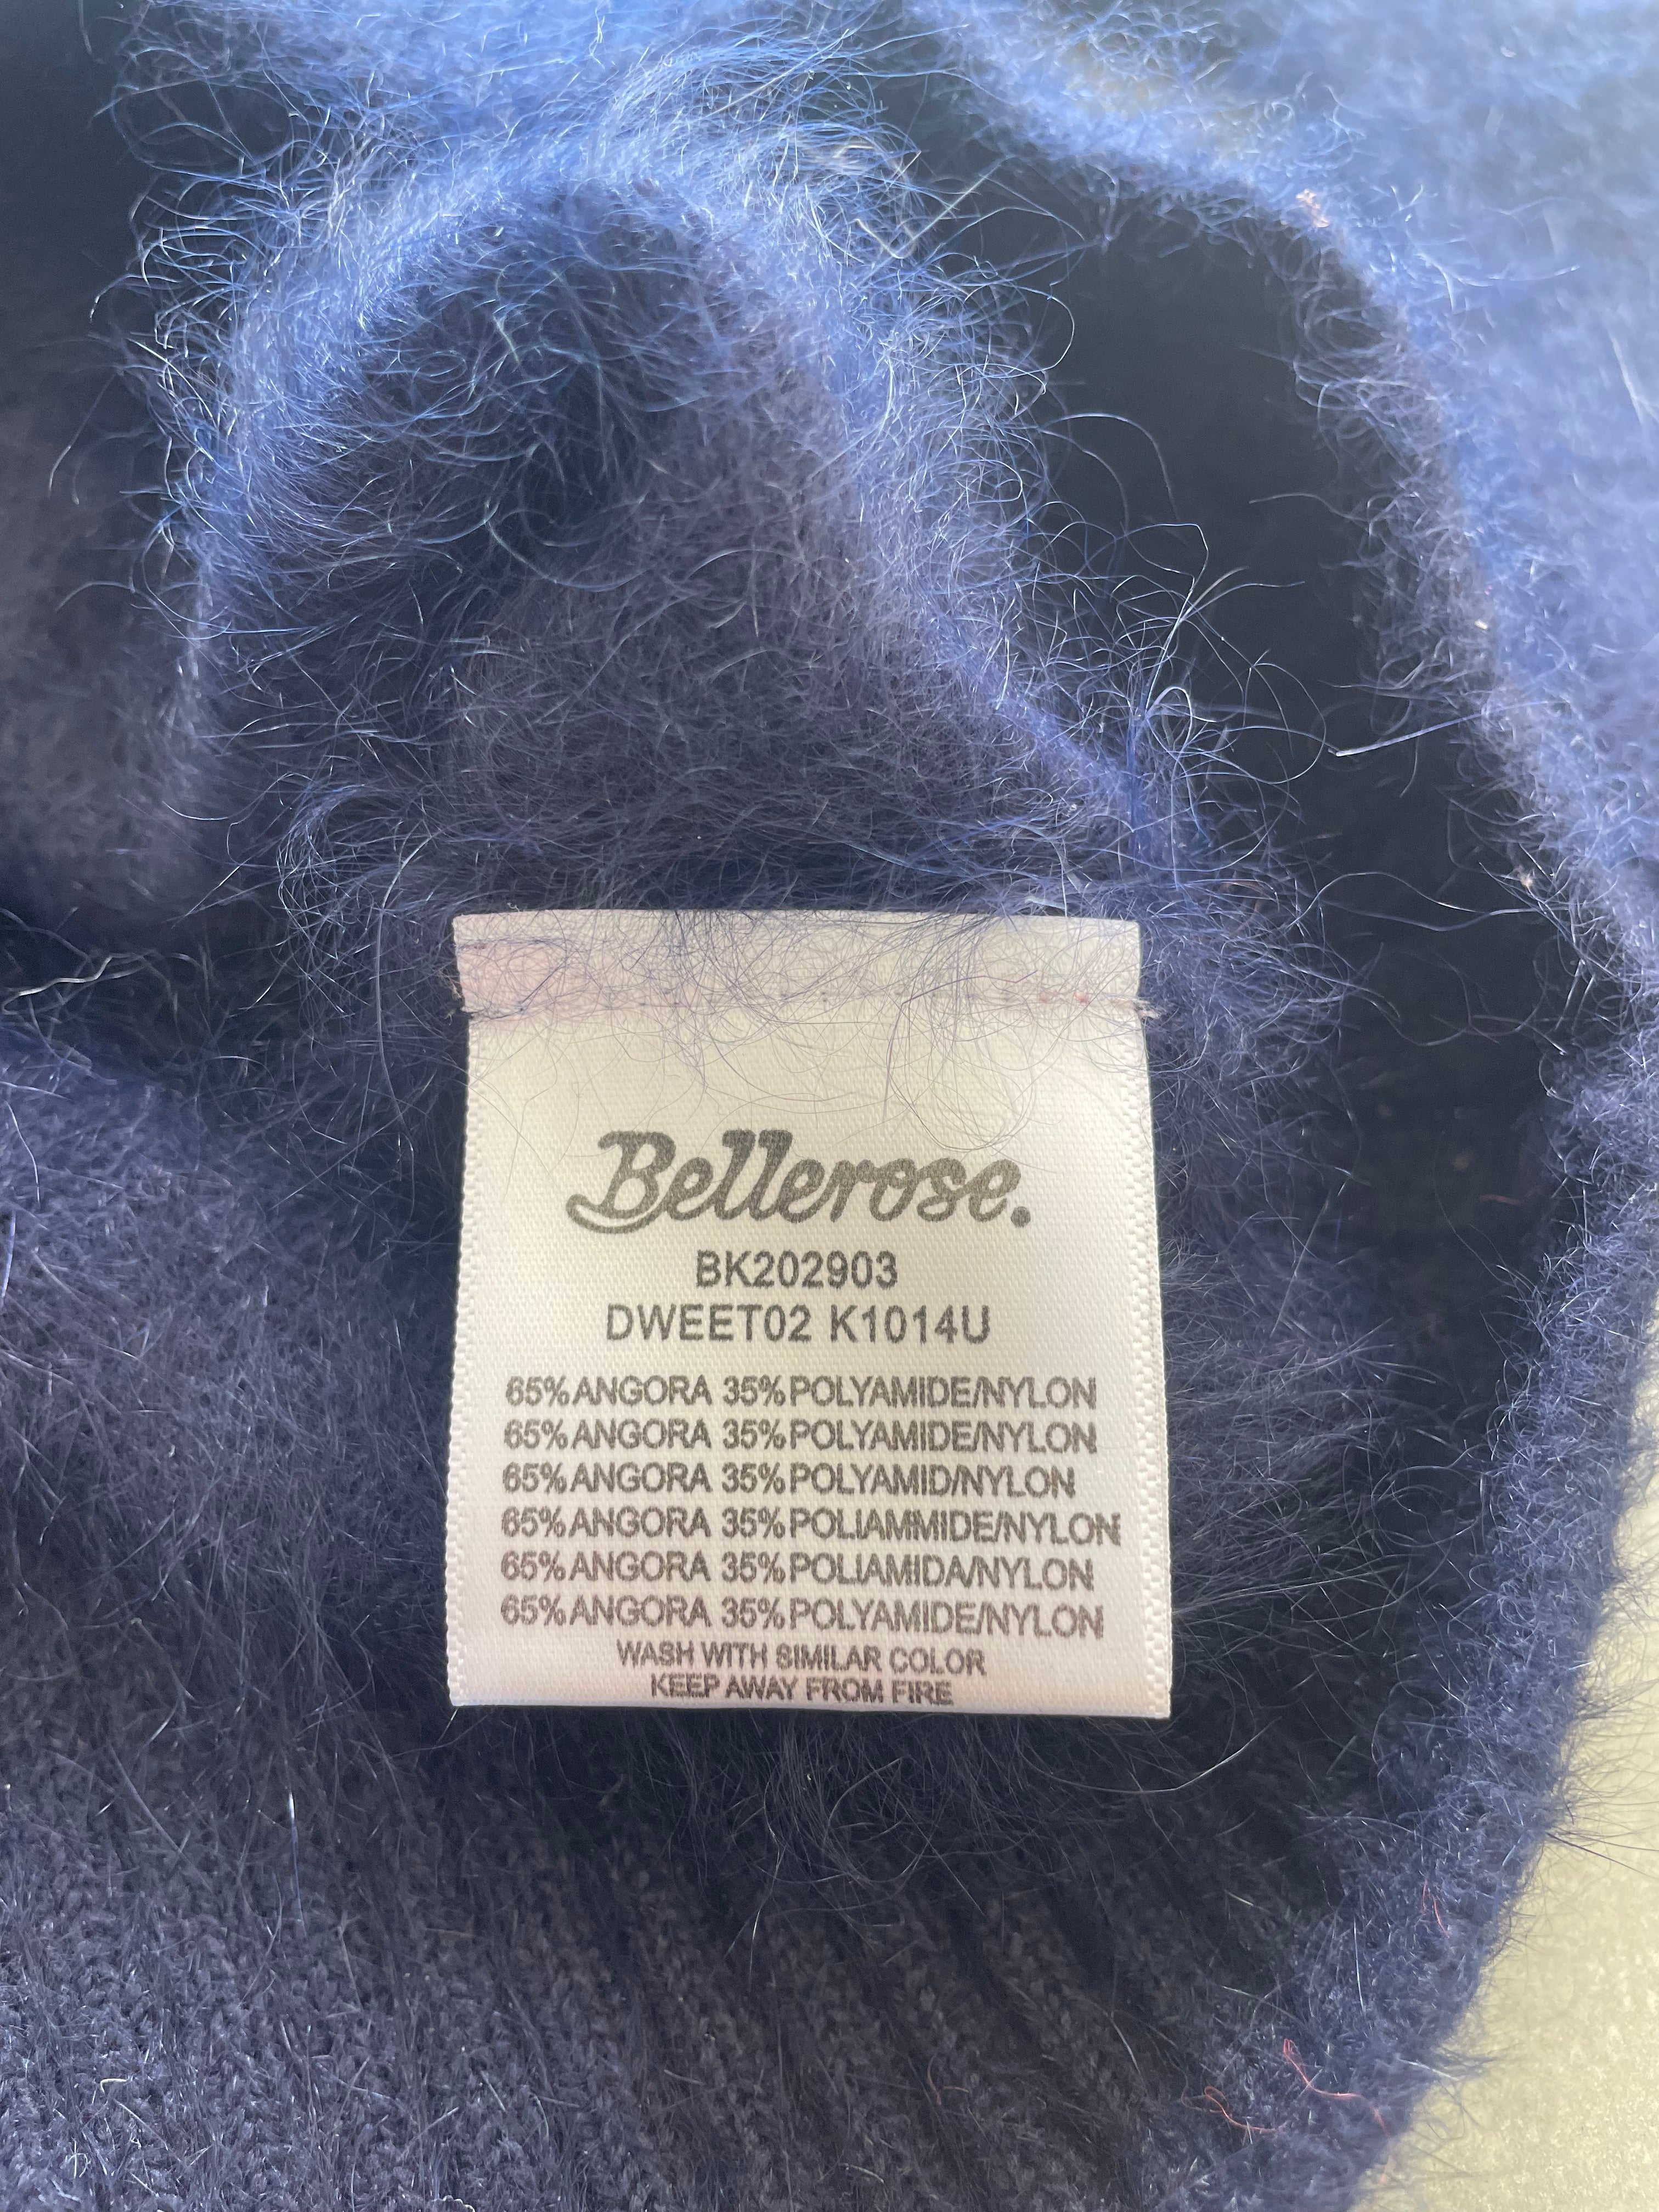 Bellerose.
BK202903
DWEET02 K1014U
65%ANGORA 35%POLYAMIDE/NYLON
65%ANGORA 35%POLYAMIDE/NYLON
65%ANGORA 35%POLYAMID/NYLON
65%ANGORA 35%POLIAMMIDE/NYLON
65%ANGORA 35%POLIAMIDA/NYLON
65%ANGORA 35%POLYAMIDE/NYLON
WASH WITH SIMILAR COLOR
KEEP AWAY FROM FIRE